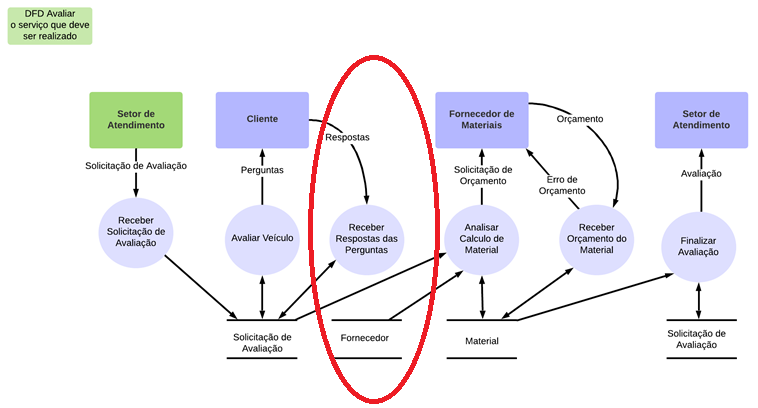 DFD Avaliar
o serviço que deve
ser realizado
Setor de
Atendimento
Cliente
Fornecedor de
Materiais
Setor de
Atendimento
Respostas
Orçamento
Solicitação de Avaliação
Perguntas
Solicitação de
Orçamento
Erro de
Orçamento
Avaliação
Receber
Solicitação de
Avaliação
Avaliar Veículo
Receber
Respostas das
Perguntas
Analisar
Calculo de
Material
Receber
Orçamento do
Material
Finalizar
Avaliação
Solicitação de
Avaliação
Fornecedor
Material
Solicitação de
Avaliação